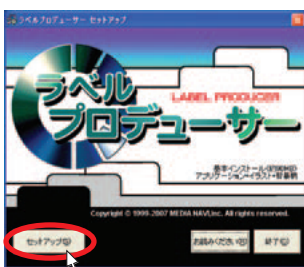 ラベルプロデューサー セットアップ
ラベル
LABEL PRODUCER
プロデューサー
基本インストール(約90MB)
アプリケーション+イラスト・背景柄
Copyright © 1999-2007 MEDIA NAVI,Inc. All rights reserved.
セットアップ(S)
お読みください(R)
終了(E)